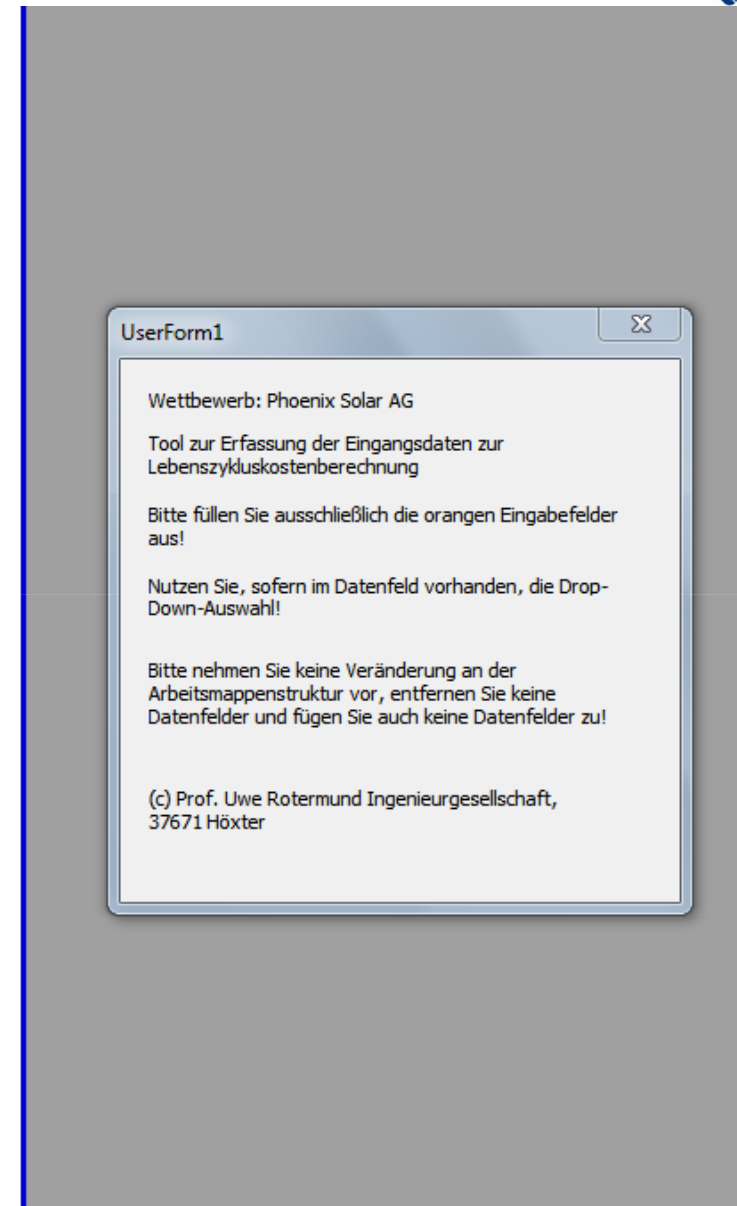 UserForm1
Wettbewerb: Phoenix Solar AG
Tool zur Erfassung der Eingangsdaten zur
Lebenszykluskostenberechnung
Bitte füllen Sie ausschließlich die orangen Eingabefelder
aus!
Nutzen Sie, sofern im Datenfeld vorhanden, die Drop-
Down-Auswahl!
Bitte nehmen Sie keine Veränderung an der
Arbeitsmappenstruktur vor, entfernen Sie keine
Datenfelder und fügen Sie auch keine Datenfelder zu!
(c) Prof. Uwe Rotermund Ingenieurgesellschaft,
37671 Höxter